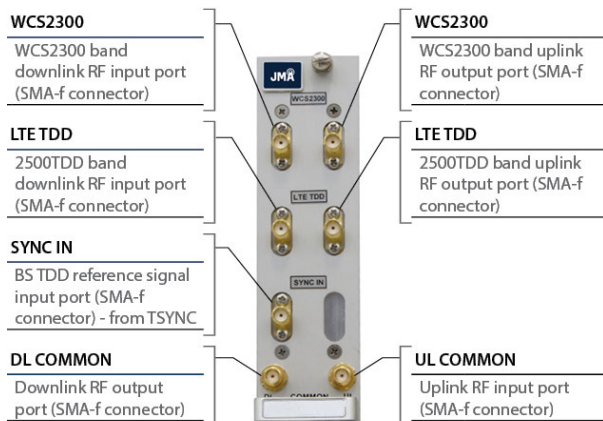 WCS2300
WCS2300 band
downlink RF input port
(SMA-f connector)
LTE TDD
2500TDD band
downlink RF input port
(SMA-f connector)
SYNC IN
BS TDD reference signal
input port (SMA-f
connector) - from TSYNC
DL COMMON
Downlink RF output
port (SMA-f connector)
JMA
WCS2300
LTE TDD
SYNC IN
DL COMMON UL
WCS2300
WCS2300 band uplink
RF output port (SMA-f
connector)
LTE TDD
2500TDD band uplink
RF output port (SMA-f
connector)
UL COMMON
Uplink RF input port
(SMA-f connector)